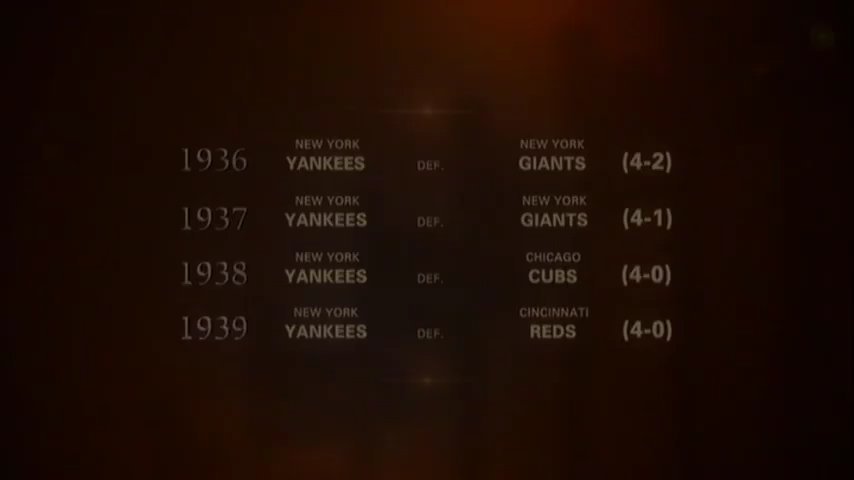 NEW YORK NEW YORK
1936 YANKEES DEF. GIANTS (4-2)
NEW YORK NEW YORK
1937 YANKEES DEF. GIANTS (4-1)
NEW YORK CHICAGO
1938 YANKEES DEF. CUBS (4-0)
NEW YORK CINCINNATI
1939 YANKEES DEF. REDS (4-0)